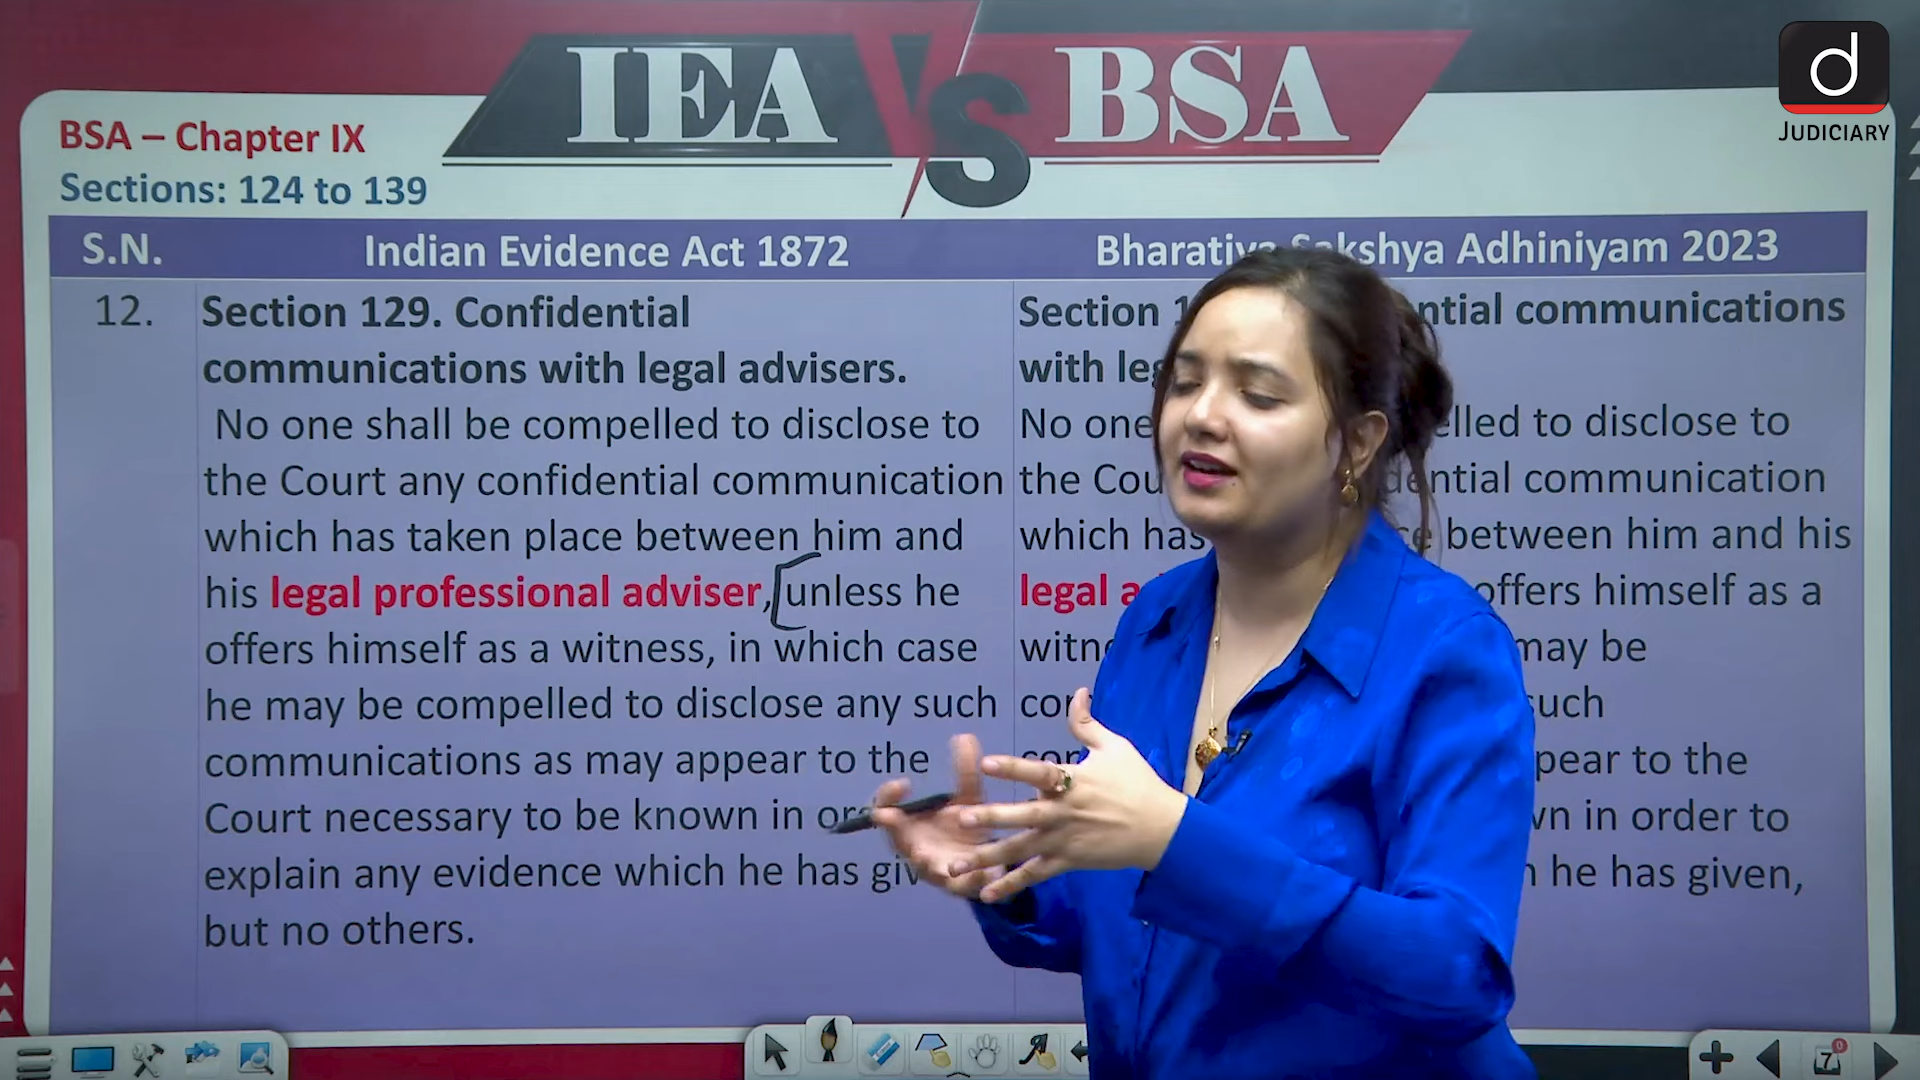 IEA VS BSA
d
JUDICIARY
BSA – Chapter IX
Sections: 124 to 139
S.N.
Indian Evidence Act 1872
Adhiniyam 2023
12.
Section 129. Confidential
communications with legal advisers.
No one shall be compelled to disclose to
the Court any confidential communication
which has taken place between him and
his legal professional adviser, unless he
offers himself as a witness, in which case
he may be compelled to disclose any such
communications as may appear to the
Court necessary to be known in
explain any evidence which he has
but no others.
Section communications
with
No one to disclose to
the communication
which has between him and his
legal offers himself as a
may be
such
to the
in order to
he has given,
7
0